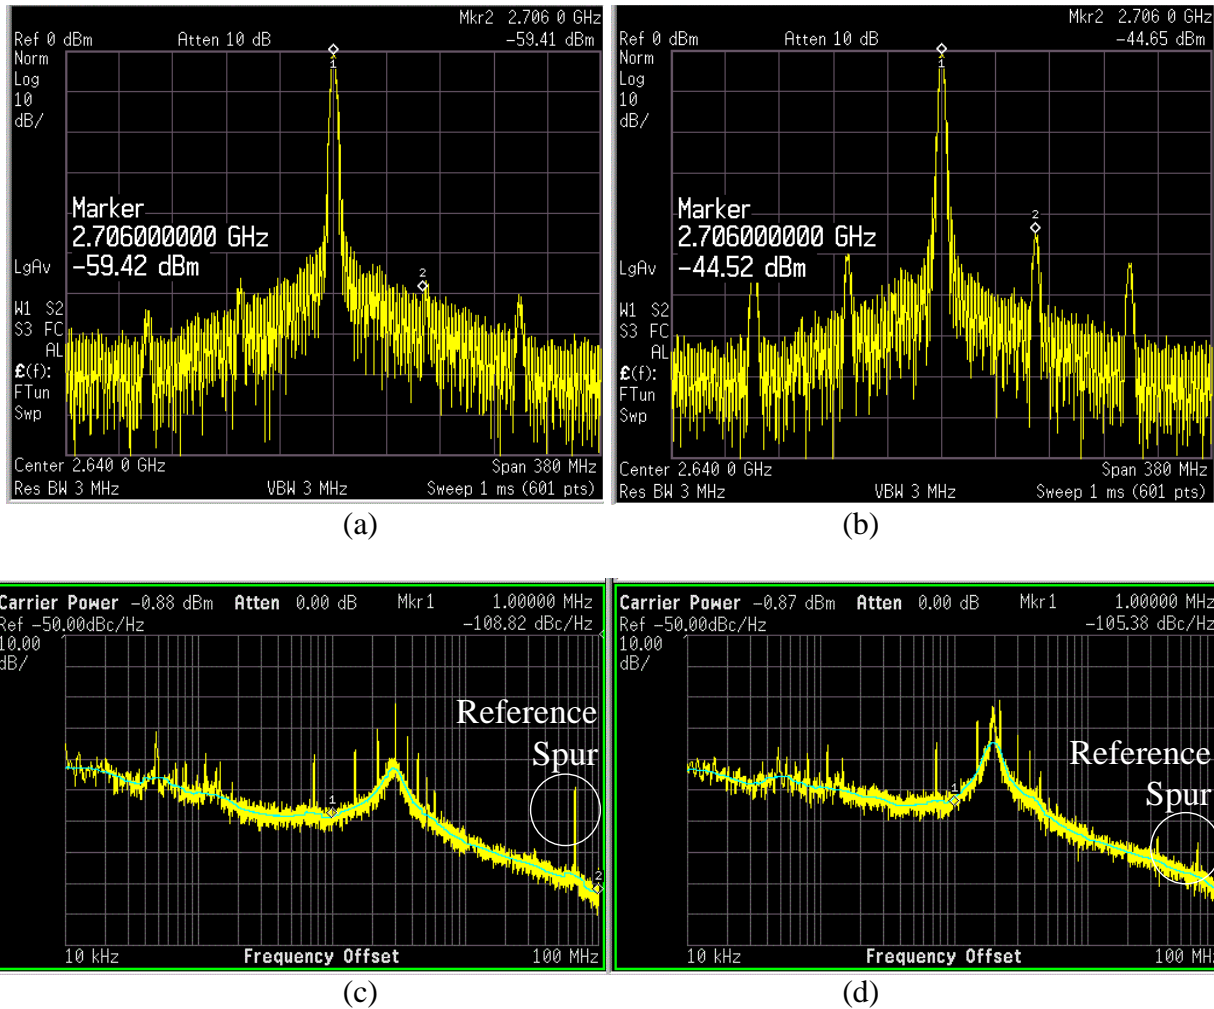 Mkr2 2.706 0 GHz
Ref 0 dBm Atten 10 dB -59.41 dBm
Norm
Log
10
dB/
1
Marker
2.706000000 GHz
-59.42 dBm
LgAv
2
W1 S2
S3 FC
AL
£(f):
FTun
Swp
Center 2.640 0 GHz Span 380 MHz
Res BW 3 MHz VBW 3 MHz Sweep 1 ms (601 pts)
(a)
Mkr2 2.706 0 GHz
Ref 0 dBm Atten 10 dB -44.65 dBm
Norm
Log
10
dB/
1
Marker
2.706000000 GHz
-44.52 dBm
2
LgAv
W1 S2
S3 FC
AL
£(f):
FTun
Swp
Center 2.640 0 GHz Span 380 MHz
Res BW 3 MHz VBW 3 MHz Sweep 1 ms (601 pts)
(b)
Carrier Power -0.88 dBm Atten 0.00 dB Mkr1 1.00000 MHz
Ref -50.00dBc/Hz -108.82 dBc/Hz
10.00
dB/
Reference
Spur
1
2
10 kHz Frequency Offset 100 MHz
(c)
Carrier Power -0.87 dBm Atten 0.00 dB Mkr1 1.00000 MHz
Ref -50.00dBc/Hz -105.38 dBc/Hz
10.00
dB/
Reference
Spur
10 kHz Frequency Offset 100 MHz
(d)